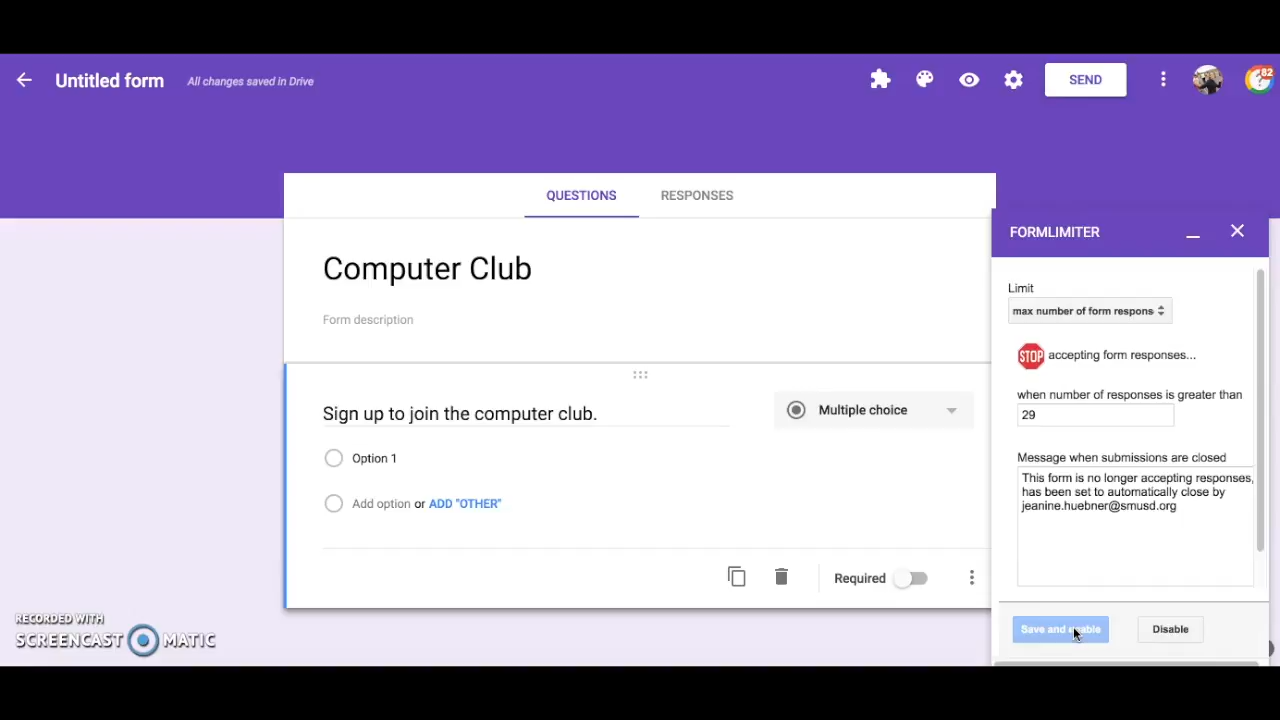 Untitled form
All changes saved in Drive
SEND
82
QUESTIONS
RESPONSES
Computer Club
Form description
Sign up to join the computer club.
Multiple choice
Option 1
Add option or ADD "OTHER"
Required
FORMLIMITER
Limit
max number of form respons
STOP accepting form responses...
when number of responses is greater than
29
Message when submissions are closed
This form is no longer accepting responses,
has been set to automatically close by
jeanine.huebner@smusd.org
Save and enable
Disable
RECORDED WITH
SCREENCAST MATIC